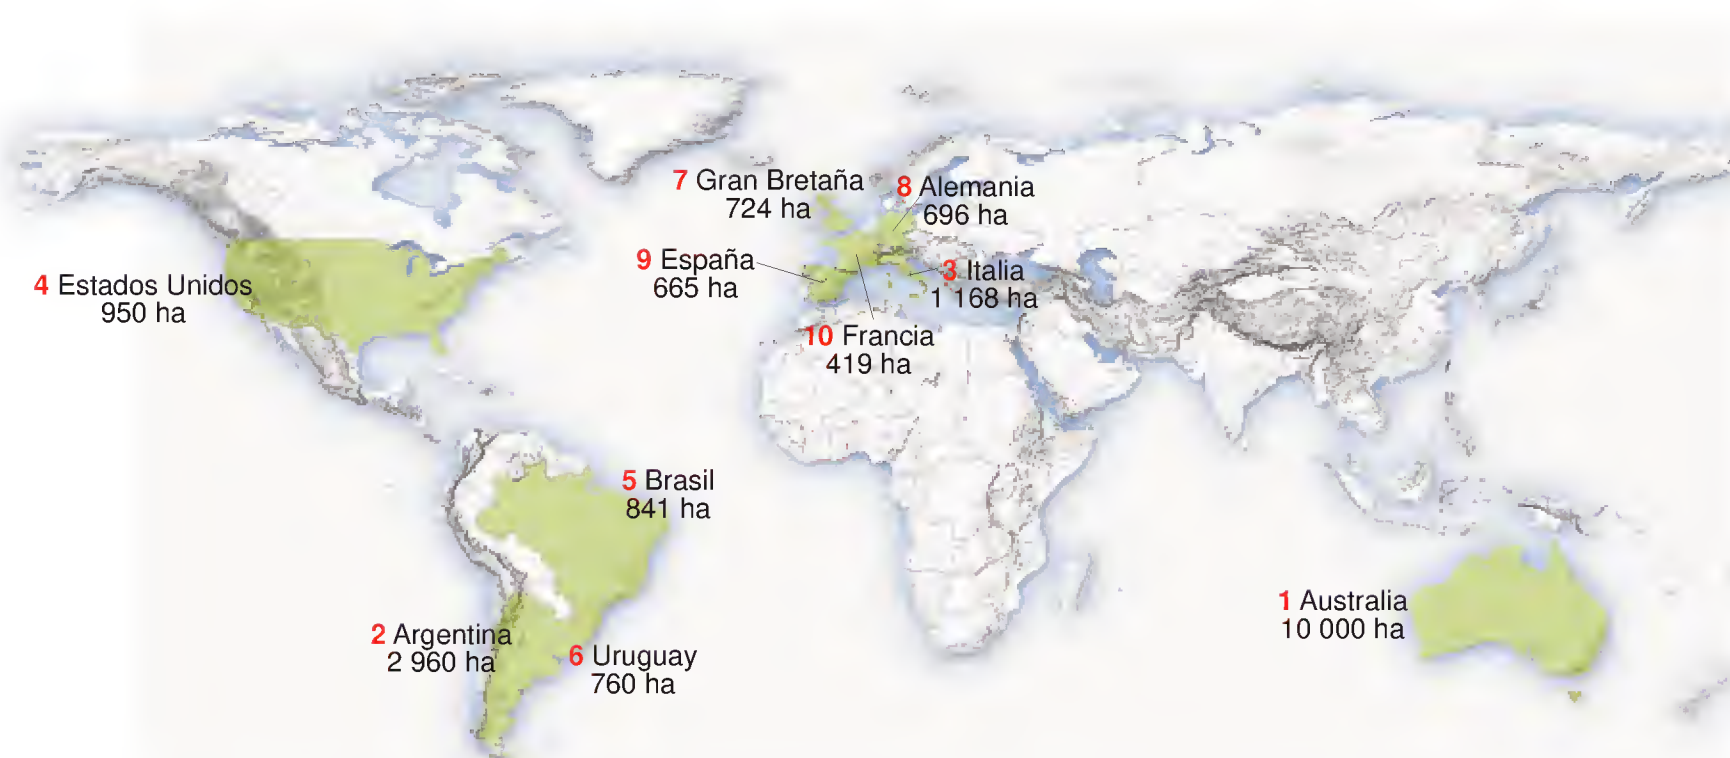 7 Gran Bretaña
724 ha
8 Alemania
696 ha
9 España
665 ha
3 Italia
1 168 ha
4 Estados Unidos
950 ha
10 Francia
419 ha
5 Brasil
841 ha
1 Australia
10 000 ha
2 Argentina
2 960 ha
6 Uruguay
760 ha